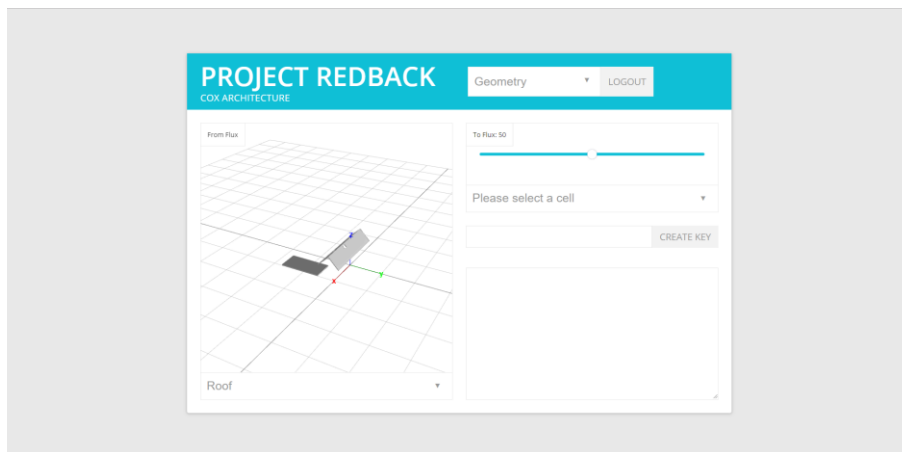 PROJECT REDBACK
COX ARCHITECTURE
Geometry
LOGOUT
From Flux
Z
X
Y
Roof
To Flux: 50
Please select a cell
CREATE KEY